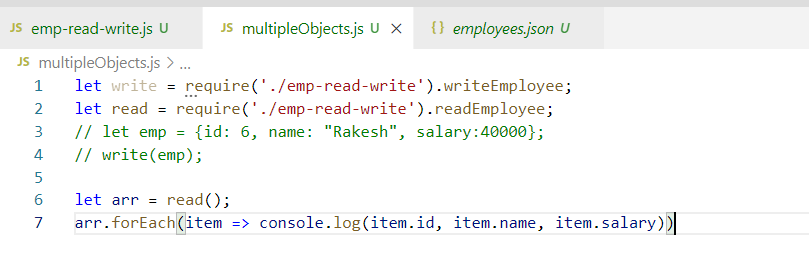 JS emp-read-write.js U JS multipleObjects.js U × {} employees.json U
JS multipleObjects.js > ...
1 let write = require('./emp-read-write').writeEmployee;
2 let read = require('./emp-read-write').readEmployee;
3 // let emp = {id: 6, name: "Rakesh", salary:40000};
4 // write(emp);
5
6 let arr = read();
7 arr.forEach(item => console.log(item.id, item.name, item.salary))